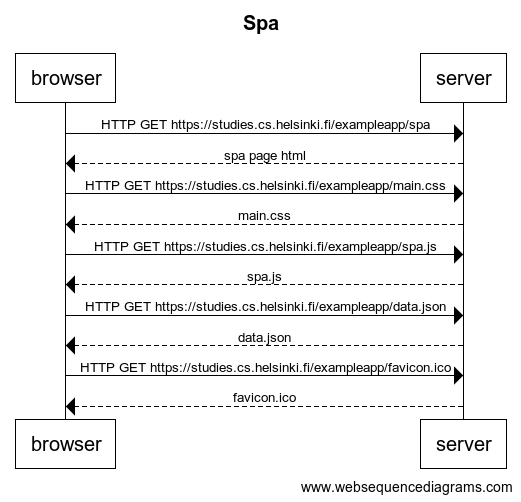 Spa
browser server
HTTP GET https://studies.cs.helsinki.fi/exampleapp/spa
spa page html
HTTP GET https://studies.cs.helsinki.fi/exampleapp/main.css
main.css
HTTP GET https://studies.cs.helsinki.fi/exampleapp/spa.js
spa.js
HTTP GET https://studies.cs.helsinki.fi/exampleapp/data.json
data.json
HTTP GET https://studies.cs.helsinki.fi/exampleapp/favicon.ico
favicon.ico
browser server
www.websequencediagrams.com